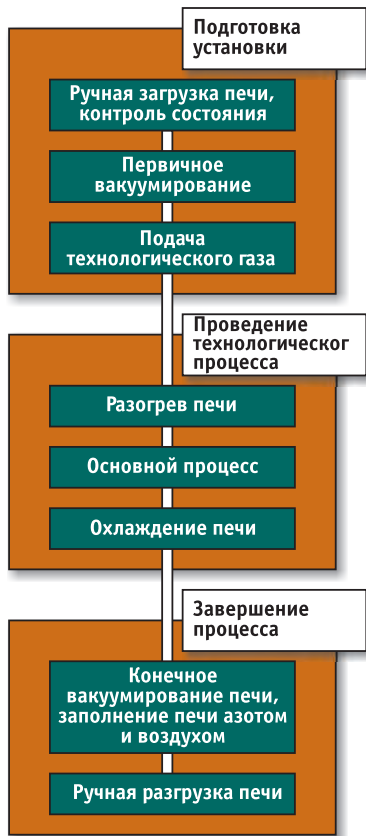 Подготовка
установки
Ручная загрузка печи,
контроль состояния
Первичное
вакуумирование
Подача
технологического газа
Проведение
технологическог
процесса
Разогрев печи
Основной процесс
Охлаждение печи
Завершение
процесса
Конечное
вакуумирование печи,
заполнение печи азотом
и воздухом
Ручная разгрузка печи